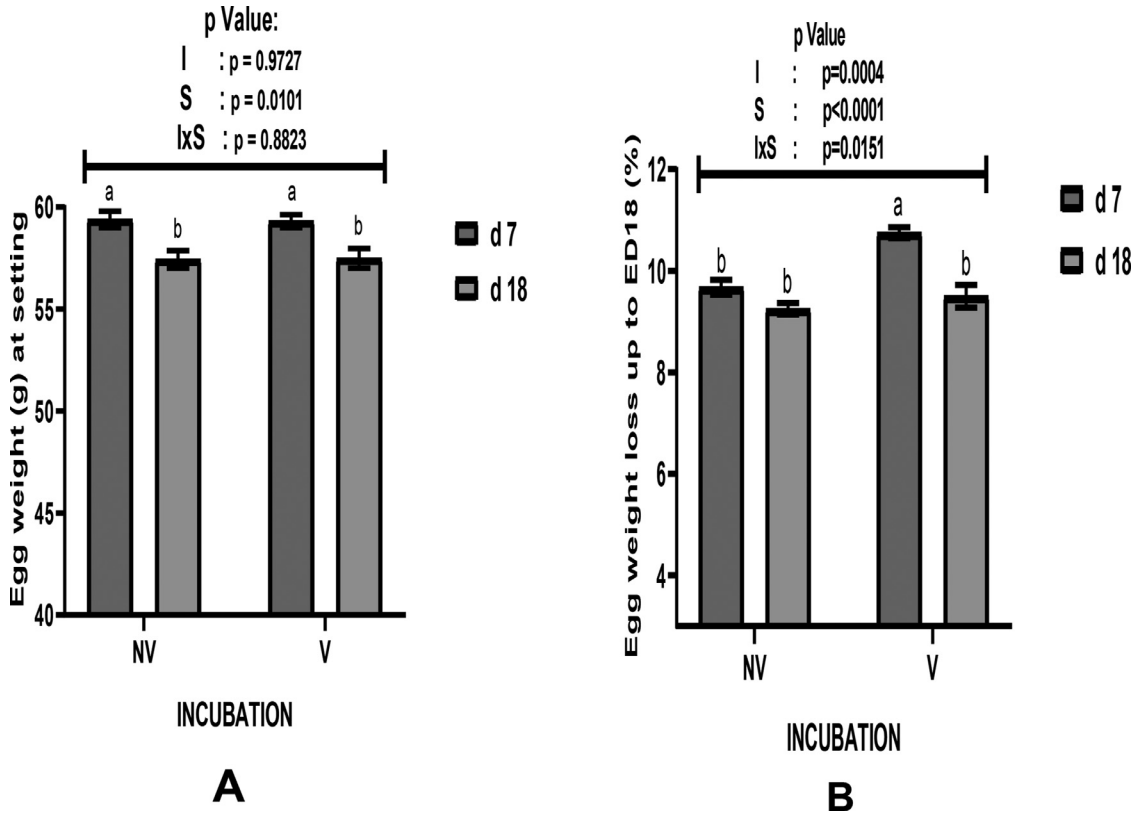 p Value:
I : p = 0.9727
S : p = 0.0101
IxS : p = 0.8823
Egg weight (g) at setting
60
55
50
45
40
a
b
a
b
d 7
d 18
NV
V
INCUBATION
A
p Value
I : p=0.0004
S : p<0.0001
IxS : p=0.0151
Egg weight loss up to ED18 (%)
12
10
8
6
4
b
b
a
b
d 7
d 18
NV
V
INCUBATION
B